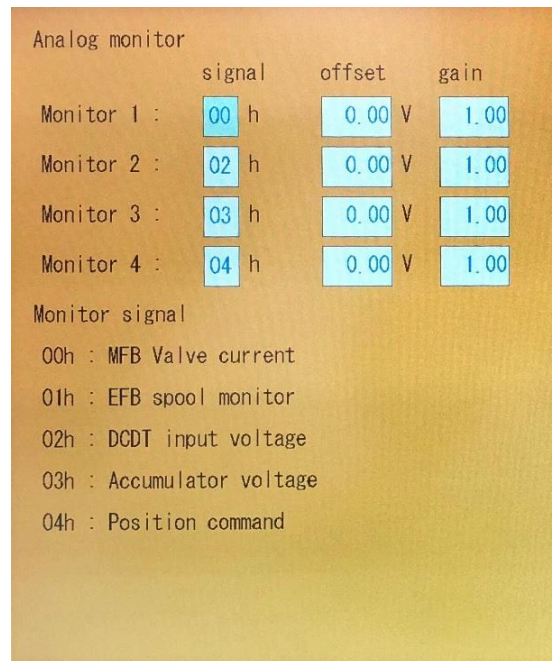 Analog monitor
signal offset gain
Monitor 1 : 00 h 0.00 V 1.00
Monitor 2 : 02 h 0.00 V 1.00
Monitor 3 : 03 h 0.00 V 1.00
Monitor 4 : 04 h 0.00 V 1.00
Monitor signal
00h : MFB Valve current
01h : EFB spool monitor
02h : DCDT input voltage
03h : Accumulator voltage
04h : Position command